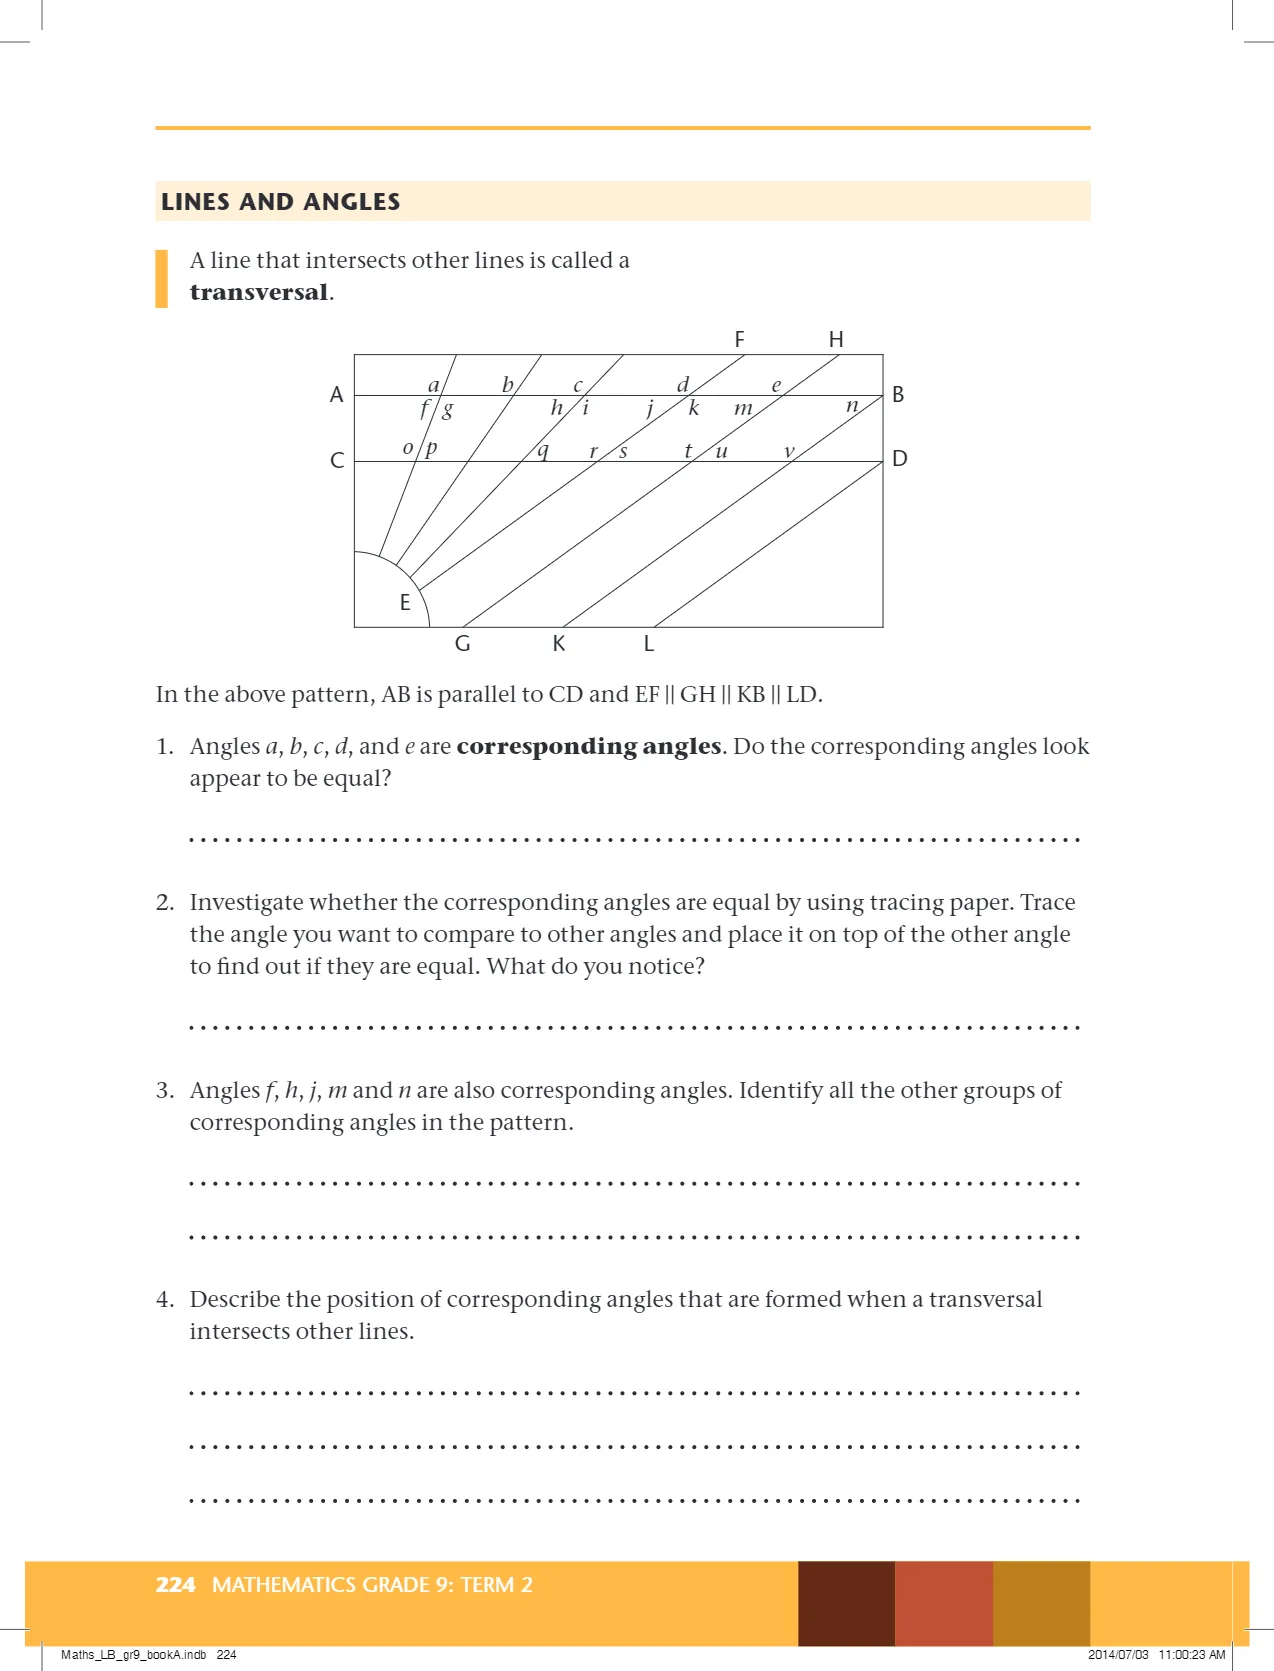 LINES AND ANGLES
A line that intersects other lines is called a
transversal.
F H
A a b c d e B
f g h i j k m n
C o p q r s t u v D
E
G K L
In the above pattern, AB is parallel to CD and EF || GH || KB || LD.
1. Angles a, b, c, d, and e are corresponding angles. Do the corresponding angles look
appear to be equal?
2. Investigate whether the corresponding angles are equal by using tracing paper. Trace
the angle you want to compare to other angles and place it on top of the other angle
to find out if they are equal. What do you notice?
3. Angles f, h, j, m and n are also corresponding angles. Identify all the other groups of
corresponding angles in the pattern.
4. Describe the position of corresponding angles that are formed when a transversal
intersects other lines.
224 MATHEMATICS GRADE 9: TERM 2
Maths_LB_gr9_bookA.indb 224 2014/07/03 11:00:23 AM